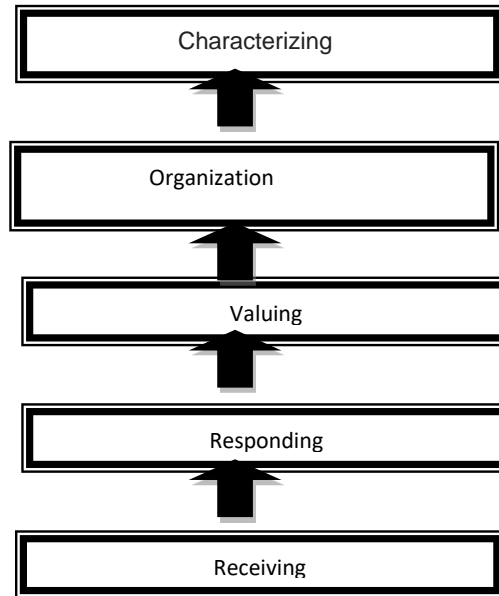 Characterizing
Organization
Valuing
Responding
Receiving